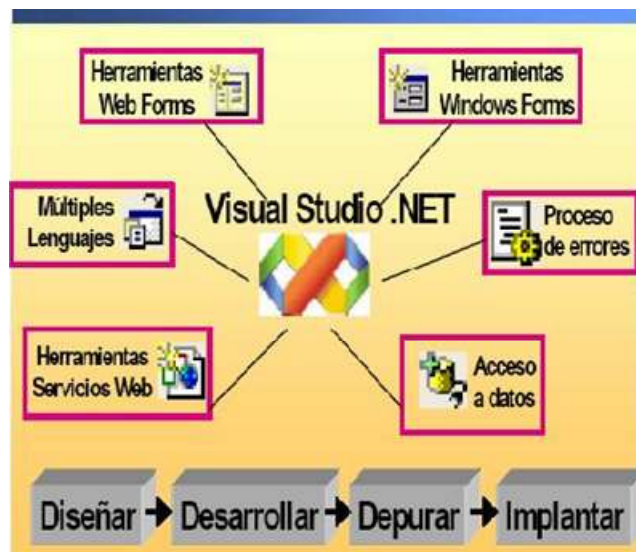 Herramientas
Web Forms
Herramientas
Windows Forms
Múltiples
Lenguajes
Visual Studio .NET
Proceso
de errores
Herramientas
Servicios Web
Acceso
a datos
Diseñar
Desarrollar
Depurar
Implantar